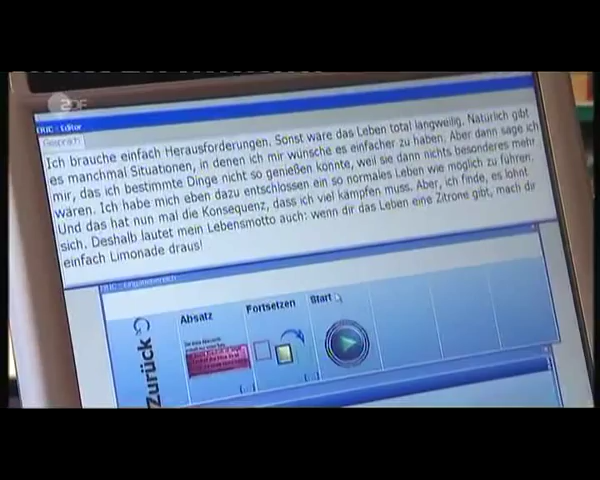 ZDF
Editor
Gespräch
Ich brauche einfach Herausforderungen. Sonst wäre das Leben total langweilig. Natürlich gibt
es manchmal Situationen, in denen ich mir wünsche es einfacher zu haben. Aber dann sage ich
mir, das ich bestimmte Dinge nicht so genießen könnte, weil sie dann nichts besonderes mehr
wären. Ich habe mich eben dazu entschlossen ein so normales Leben wie möglich zu führen.
Und das hat nun mal die Konsequenz, dass ich viel kämpfen muss. Aber, ich finde, es lohnt
sich. Deshalb lautet mein Lebensmotto auch: wenn dir das Leben eine Zitrone gibt, mach dir
einfach Limonade draus!
Zurück
Absatz
Fortsetzen
Start